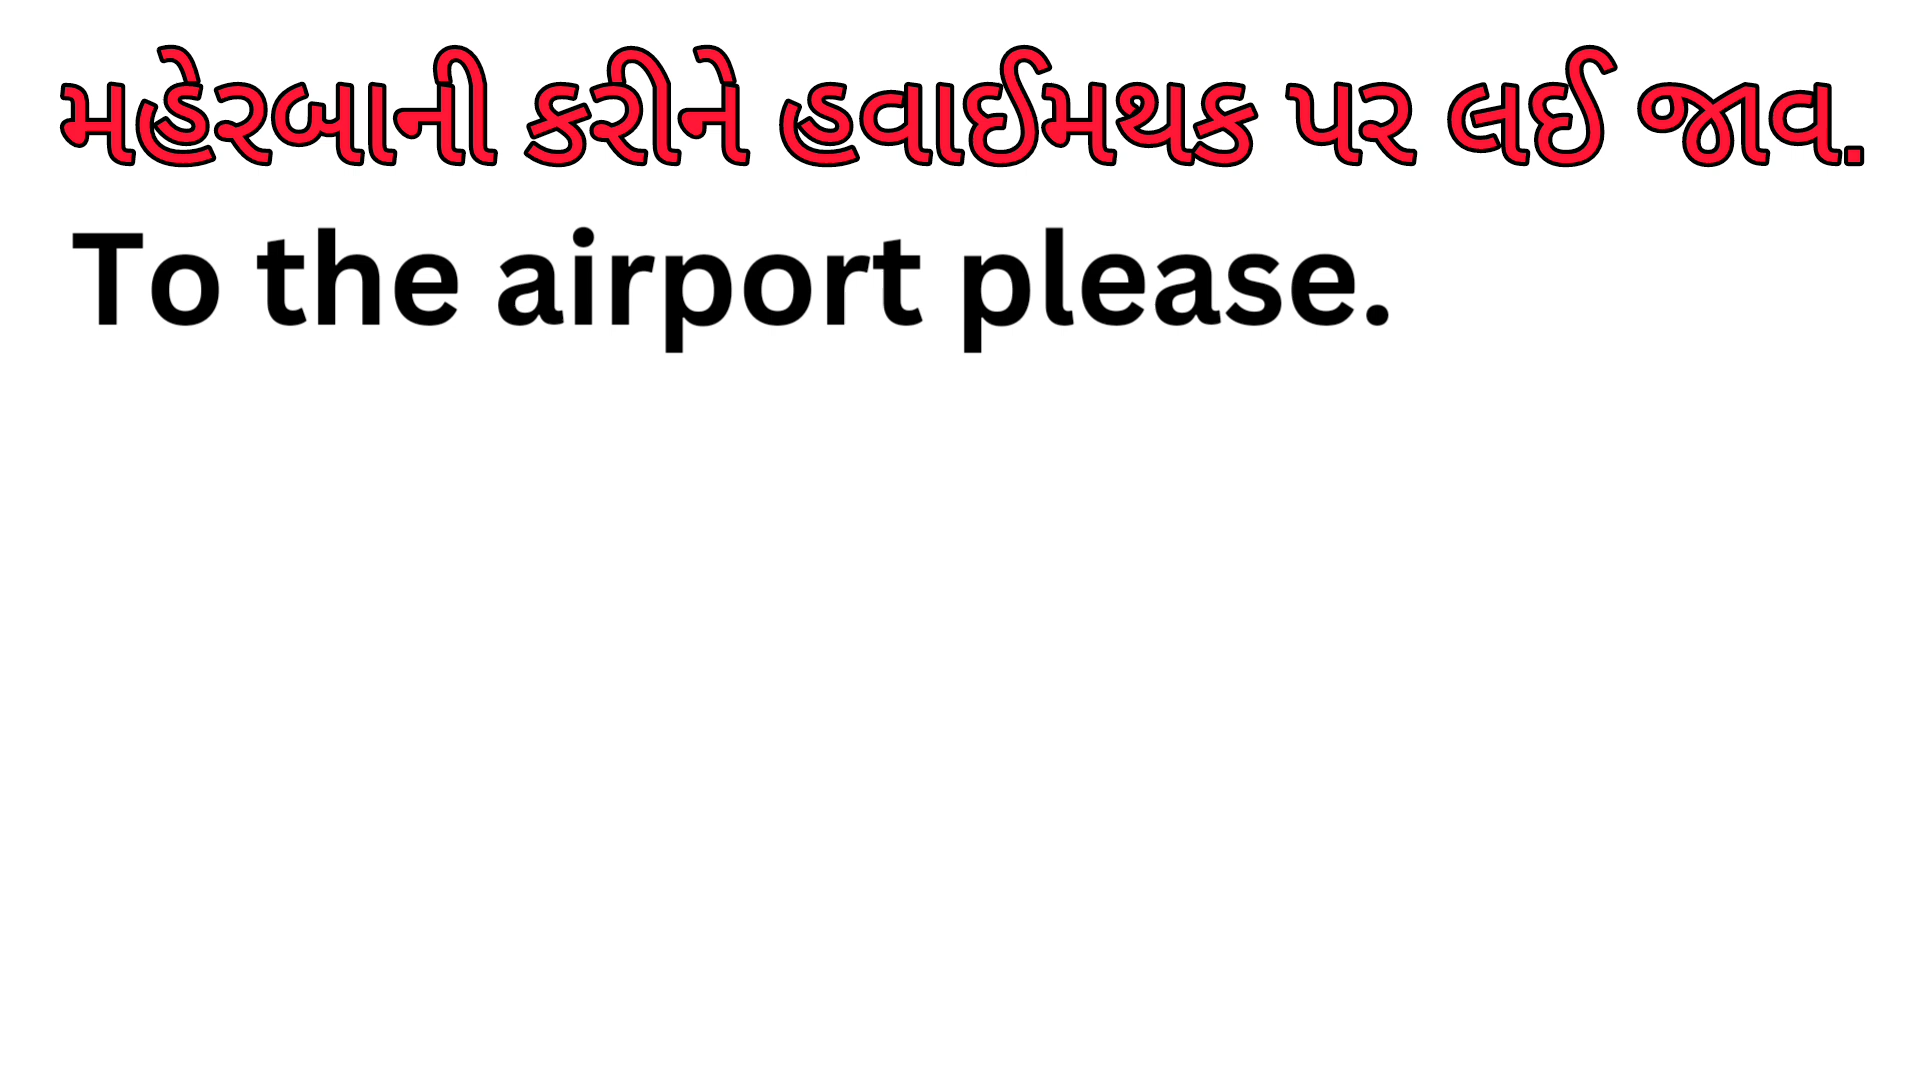 મહેરબાની કરીને હવાઈમથક પર લઈ જાવ.
To the airport please.